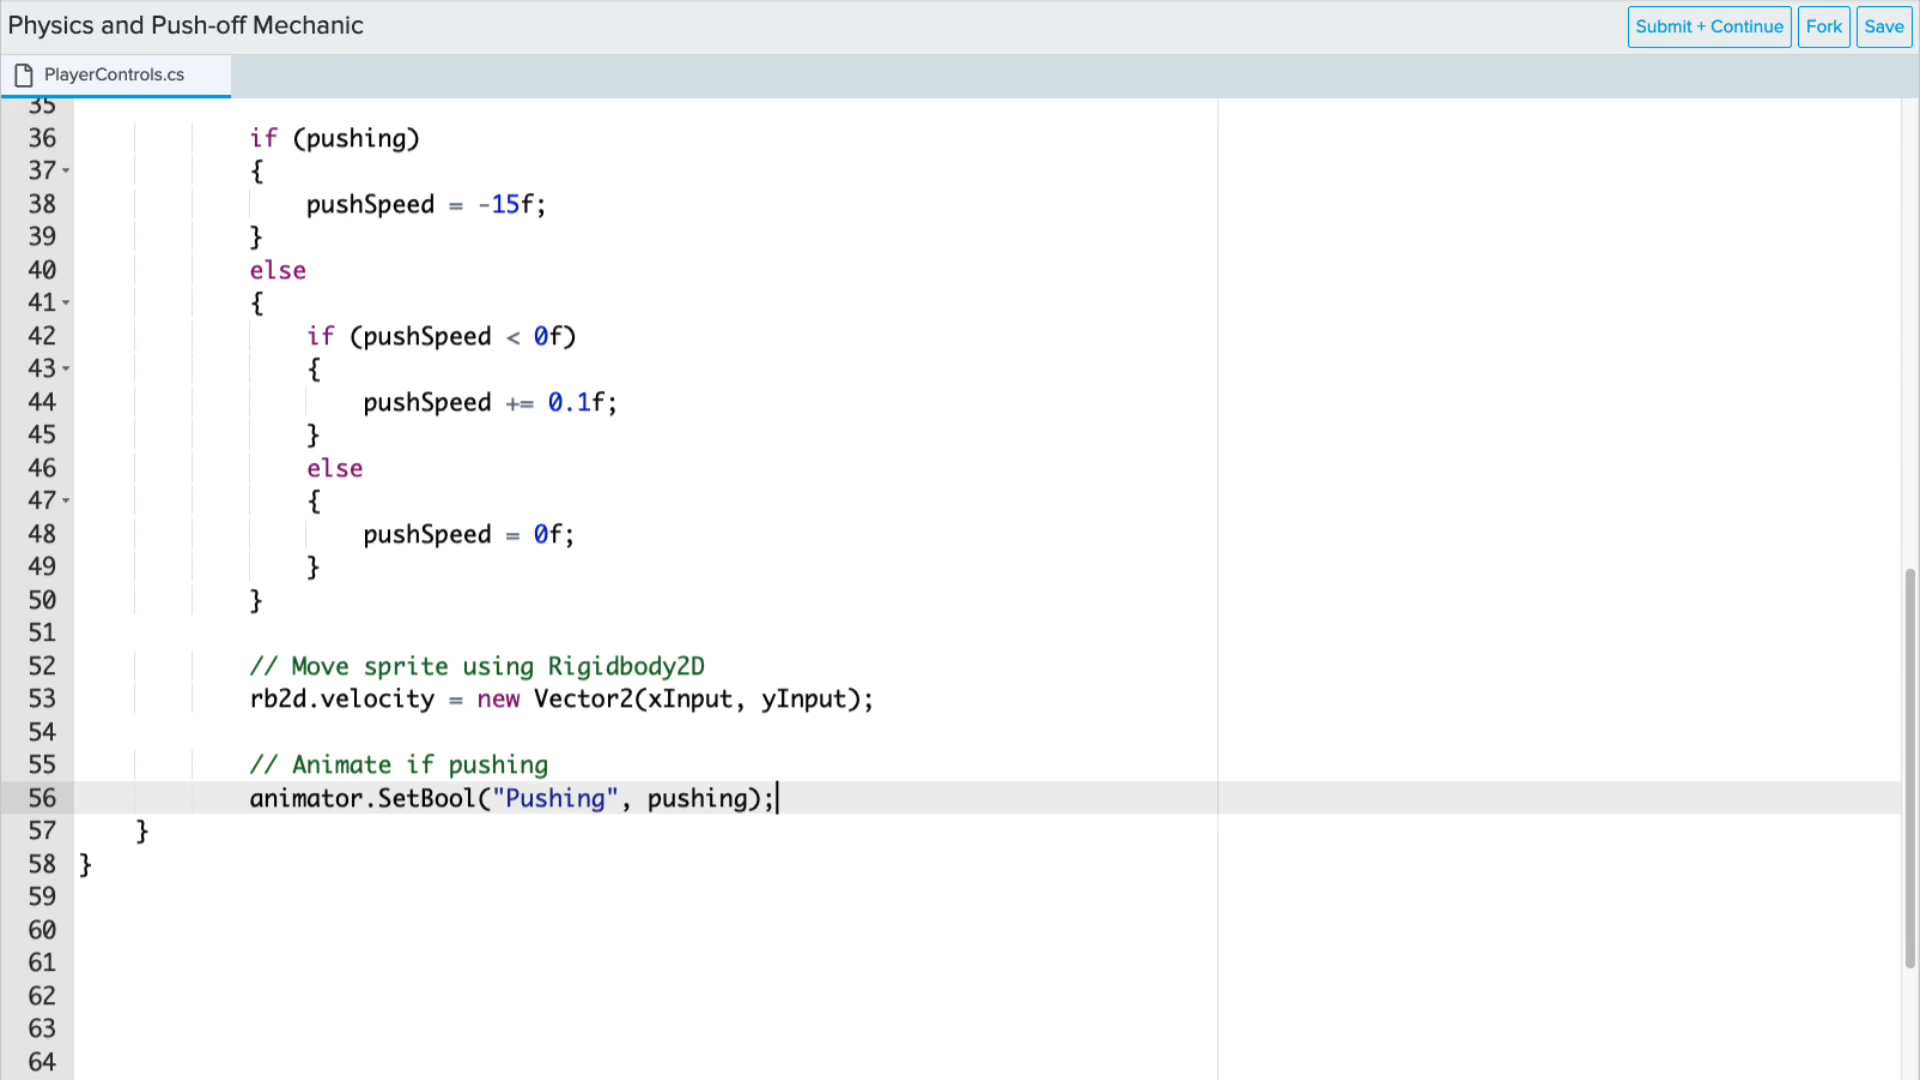 Physics and Push-off Mechanic
Submit + Continue Fork Save
PlayerControls.cs
35
36 if (pushing)
37 {
38 pushSpeed = -15f;
39 }
40 else
41 {
42 if (pushSpeed < 0f)
43 {
44 pushSpeed += 0.1f;
45 }
46 else
47 {
48 pushSpeed = 0f;
49 }
50 }
51
52 // Move sprite using Rigidbody2D
53 rb2d.velocity = new Vector2(xInput, yInput);
54
55 // Animate if pushing
56 animator.SetBool("Pushing", pushing);
57 }
58 }
59
60
61
62
63
64